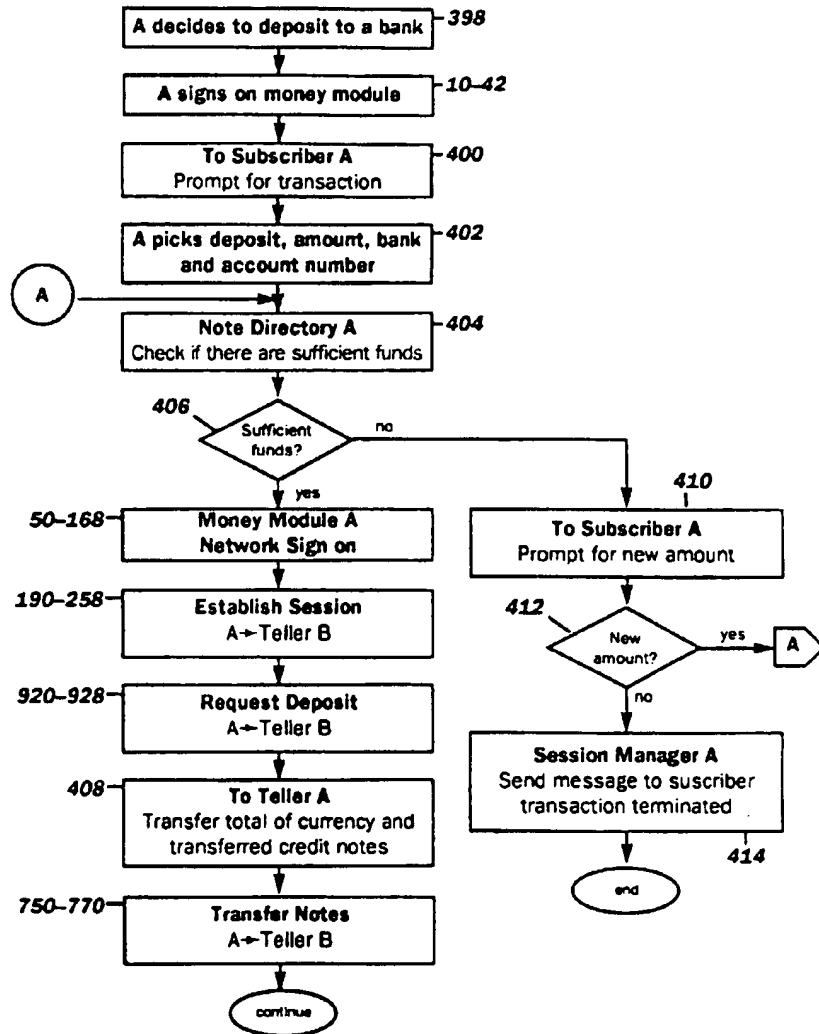 A decides to deposit to a bank
398
A signs on money module
10-42
To Subscriber A
Prompt for transaction
400
A picks deposit, amount, bank
and account number
402
A
Note Directory A
Check if there are sufficient funds
404
406
Sufficient
funds?
no
yes
50-168
Money Module A
Network Sign on
410
To Subscriber A
Prompt for new amount
190-258
Establish Session
A→Teller B
412
New
amount?
yes
A
no
920-928
Request Deposit
A→Teller B
Session Manager A
Send message to suscriber
transaction terminated
414
end
408
To Teller A
Transfer total of currency and
transferred credit notes
750-770
Transfer Notes
A→Teller B
continue